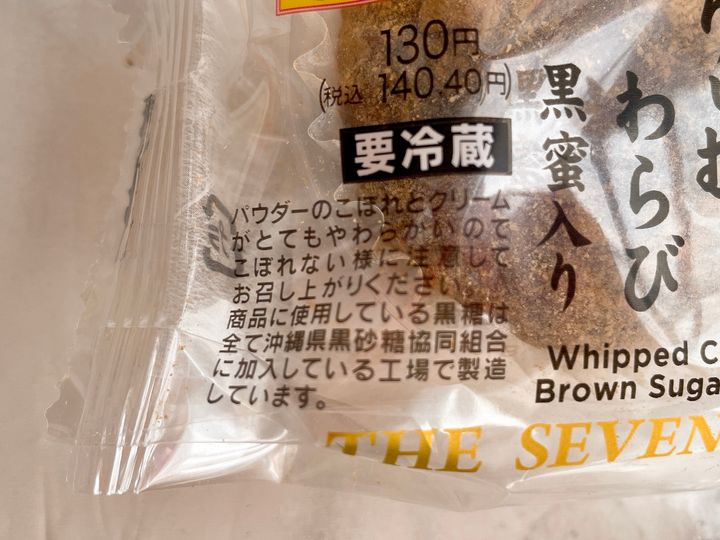 130円
(税込 140.40円)
要冷蔵
わらび
黒蜜入り
パウダーのこぼれとクリーム
がとてもやわらかいので
こぼれない様に注意して
お召し上がりください。
商品に使用している黒糖は
全て沖縄県黒砂糖協同組合
に加入している工場で製造
しています。
Whipped C
Brown Suga
THE SEVEN